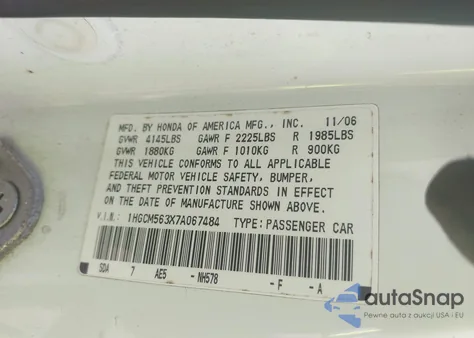 MFD. BY HONDA OF AMERICA MFG., INC. 11/06
GVWR 4145LBS GAWR F 2225LBS R 1985LBS
GVWR 1880KG GAWR F 1010KG R 900KG
THIS VEHICLE CONFORMS TO ALL APPLICABLE
FEDERAL MOTOR VEHICLE SAFETY, BUMPER,
AND THEFT PREVENTION STANDARDS IN EFFECT
ON THE DATE OF MANUFACTURE SHOWN ABOVE.
V.I.N.: 1HGCM563X7A067484 TYPE: PASSENGER CAR
SDA 7 AE5 -NH578 -F -A
autoSnap
Pewne auta z aukcji USA i EU